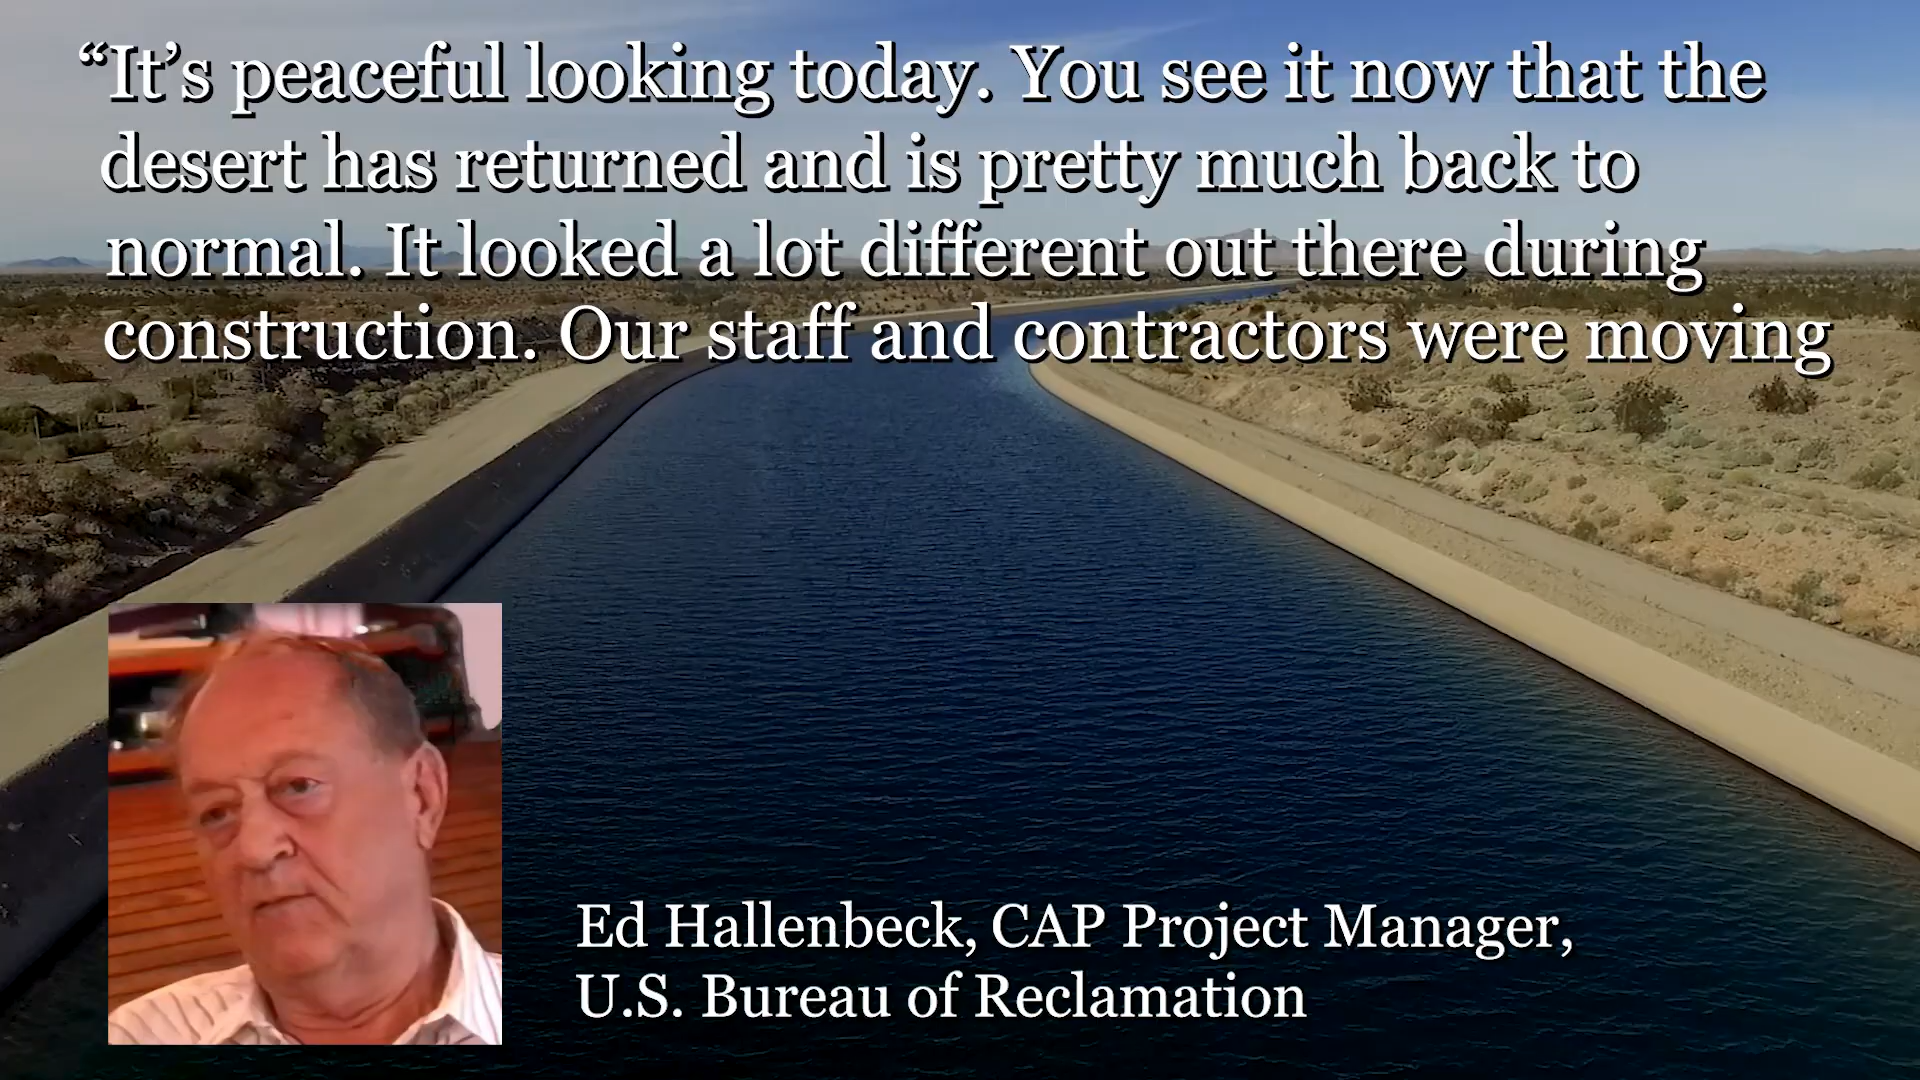 “It’s peaceful looking today. You see it now that the
desert has returned and is pretty much back to
normal. It looked a lot different out there during
construction. Our staff and contractors were moving
Ed Hallenbeck, CAP Project Manager,
U.S. Bureau of Reclamation